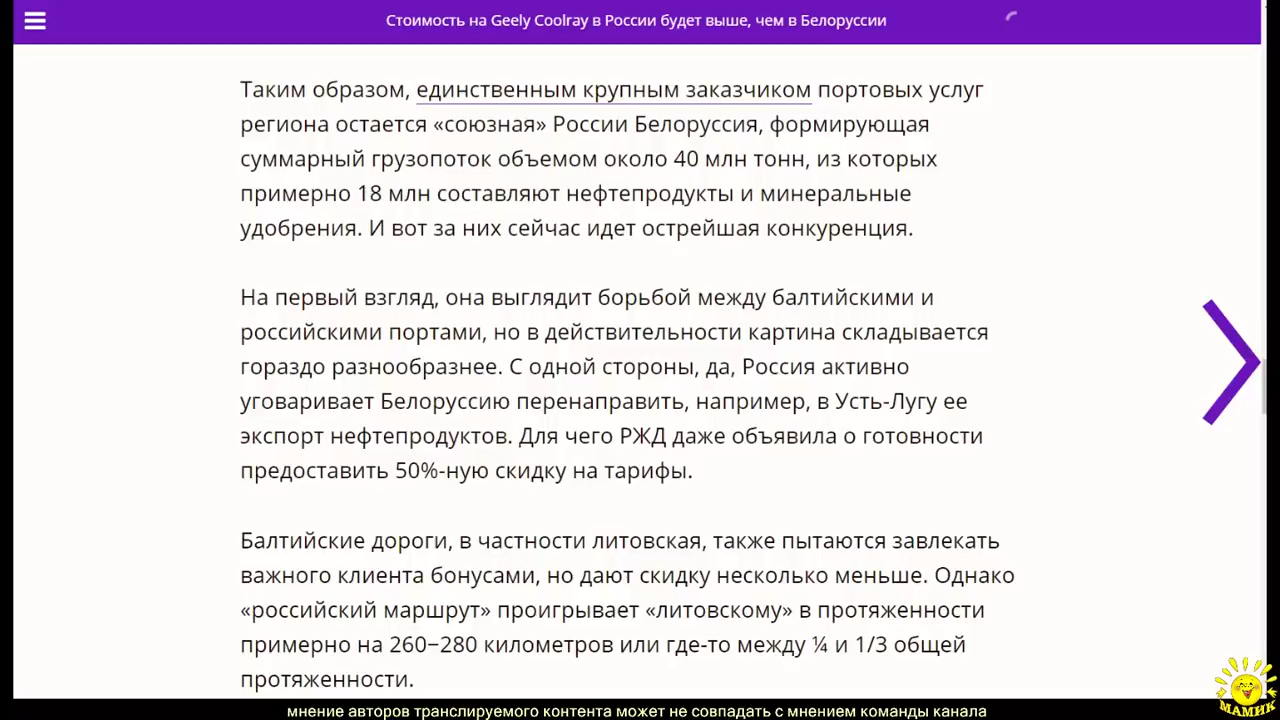 Стоимость на Geely Coolray в России будет выше, чем в Белоруссии
Таким образом, единственным крупным заказчиком портовых услуг
региона остается «союзная» России Белоруссия, формирующая
суммарный грузопоток объемом около 40 млн тонн, из которых
примерно 18 млн составляют нефтепродукты и минеральные
удобрения. И вот за них сейчас идет острейшая конкуренция.
На первый взгляд, она выглядит борьбой между балтийскими и
российскими портами, но в действительности картина складывается
гораздо разнообразнее. С одной стороны, да, Россия активно
уговаривает Белоруссию перенаправить, например, в Усть-Лугу ее
экспорт нефтепродуктов. Для чего РЖД даже объявила о готовности
предоставить 50%-ную скидку на тарифы.
Балтийские дороги, в частности литовская, также пытаются завлекать
важного клиента бонусами, но дают скидку несколько меньше. Однако
«российский маршрут» проигрывает «литовскому» в протяженности
примерно на 260–280 километров или где-то между ¼ и 1/3 общей
протяженности.
МАМИК
мнение авторов транслируемого контента может не совпадать с мнением команды канала